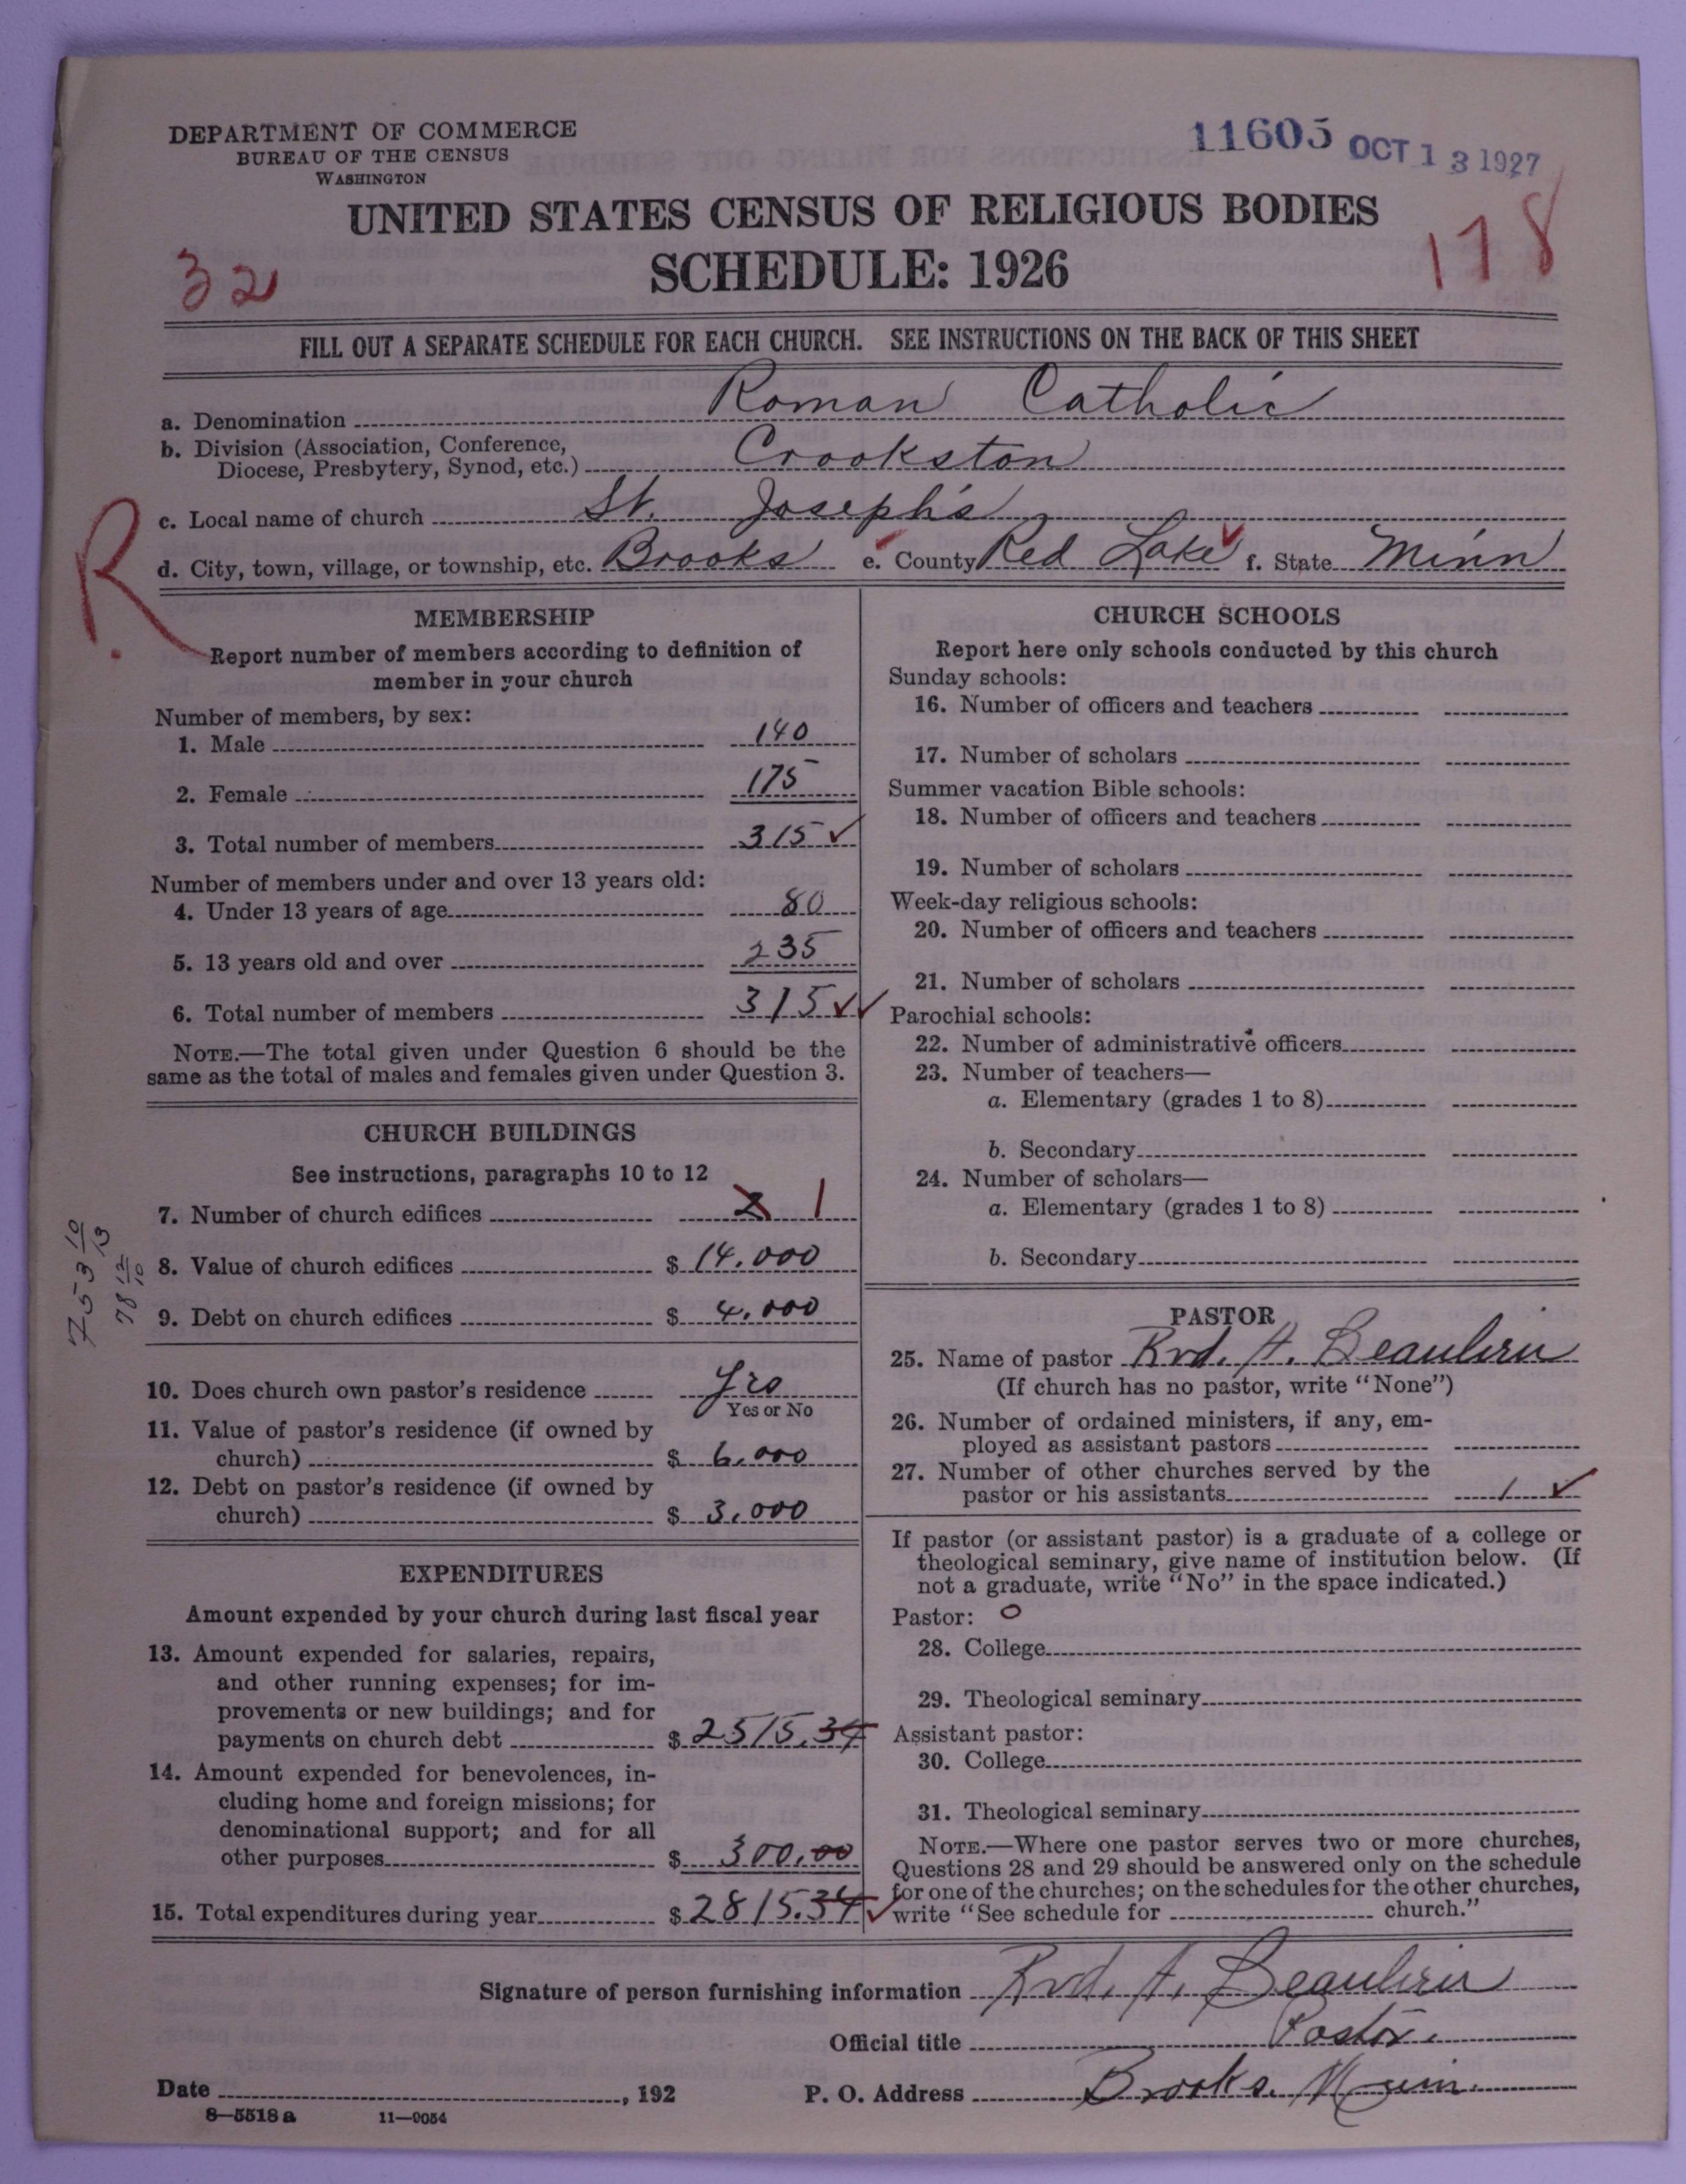 DEPARTMENT OF COMMERCE
BUREAU OF THE CENSUS
WASHINGTON
11605 OCT 13 1927
UNITED STATES CENSUS OF RELIGIOUS BODIES
SCHEDULE: 1926
32
178
FILL OUT A SEPARATE SCHEDULE FOR EACH CHURCH. SEE INSTRUCTIONS ON THE BACK OF THIS SHEET
a. Denomination Roman Catholic
b. Division (Association, Conference,
Diocese, Presbytery, Synod, etc.) Crookston
c. Local name of church St. Joseph's
d. City, town, village, or township, etc. Brooks e. County Red Lake f. State Minn
R
MEMBERSHIP
Report number of members according to definition of
member in your church
Number of members, by sex:
1. Male 140
2. Female 175
3. Total number of members 315 ✓
Number of members under and over 13 years old:
4. Under 13 years of age 80
5. 13 years old and over 235
6. Total number of members 315 ✓✓
NOTE.—The total given under Question 6 should be the
same as the total of males and females given under Question 3.
CHURCH BUILDINGS
See instructions, paragraphs 10 to 12
7. Number of church edifices 2 1
8. Value of church edifices $ 14.000
9. Debt on church edifices $ 4.000
10. Does church own pastor's residence Yes
Yes or No
11. Value of pastor's residence (if owned by
church) $ 6.000
12. Debt on pastor's residence (if owned by
church) $ 3.000
753 10/13
78 12/10
EXPENDITURES
Amount expended by your church during last fiscal year
13. Amount expended for salaries, repairs,
and other running expenses; for im-
provements or new buildings; and for
payments on church debt $ 2515.34
14. Amount expended for benevolences, in-
cluding home and foreign missions; for
denominational support; and for all
other purposes $ 300.00
15. Total expenditures during year $ 2815.34 ✓
CHURCH SCHOOLS
Report here only schools conducted by this church
Sunday schools:
16. Number of officers and teachers
17. Number of scholars
Summer vacation Bible schools:
18. Number of officers and teachers
19. Number of scholars
Week-day religious schools:
20. Number of officers and teachers
21. Number of scholars
Parochial schools:
22. Number of administrative officers
23. Number of teachers—
a. Elementary (grades 1 to 8)
b. Secondary
24. Number of scholars—
a. Elementary (grades 1 to 8)
b. Secondary
PASTOR
25. Name of pastor Rvd. A. Beaulieu
(If church has no pastor, write "None")
26. Number of ordained ministers, if any, em-
ployed as assistant pastors
27. Number of other churches served by the
pastor or his assistants 1 ✓
If pastor (or assistant pastor) is a graduate of a college or
theological seminary, give name of institution below. (If
not a graduate, write "No" in the space indicated.)
Pastor: O
28. College
29. Theological seminary
Assistant pastor:
30. College
31. Theological seminary
NOTE.—Where one pastor serves two or more churches,
Questions 28 and 29 should be answered only on the schedule
for one of the churches; on the schedules for the other churches,
write "See schedule for church."
Signature of person furnishing information Rvd. A. Beaulieu
Official title Pastor.
Date , 192 P. O. Address Brooks. Minn.
8—5518 a 11—9054